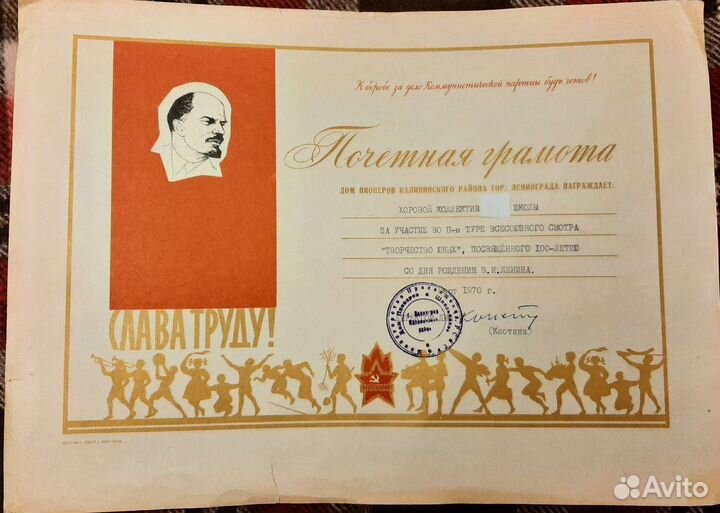 К борьбе за дело Коммунистической партии будь готов!
Почетная грамота
ДОМ ПИОНЕРОВ КАЛИНИНСКОГО РАЙОНА ГОР. ЛЕНИНГРАДА НАГРАЖДАЕТ:
ХОРОВОЙ КОЛЛЕКТИВ ШКОЛЫ
ЗА УЧАСТИЕ ВО П-м ТУРЕ ВСЕСОЮЗНОГО СМОТРА
"ТВОРЧЕСТВО ЮНЫХ", ПОСВЯЩЁННОГО 100-ЛЕТИЮ
СО ДНЯ РОЖДЕНИЯ В.И.ЛЕНИНА.
1970 г.
(Костина)
СЛАВА ТРУДУ!
Avito